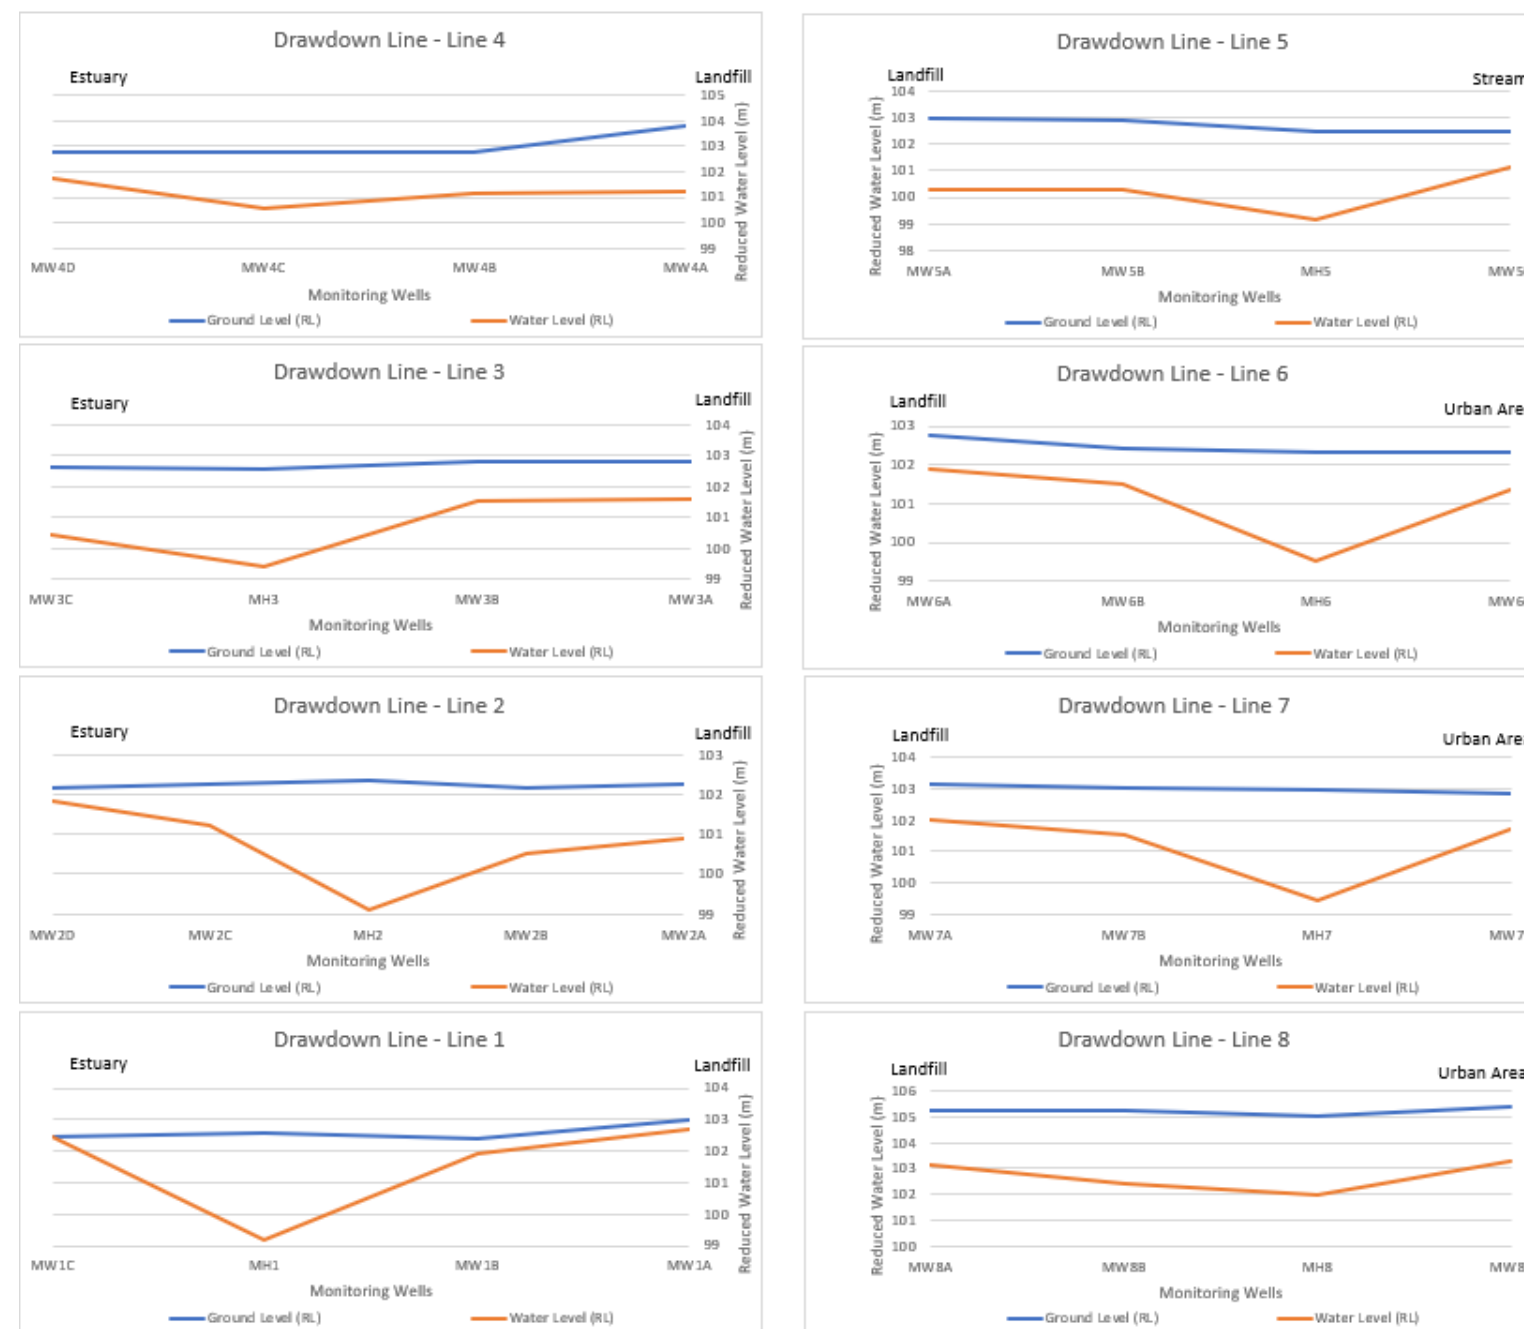 Drawdown Line - Line 4
Estuary
Landfill
105
104
103
102
101
100
99
Reduced Water Level (m)
MW4D MW4C MW4B MW4A
Monitoring Wells
Ground Level (RL) Water Level (RL)
Drawdown Line - Line 5
Landfill
Stream
104
103
102
101
100
99
98
Reduced Water Level (m)
MW5A MW5B MH5 MW5
Monitoring Wells
Ground Level (RL) Water Level (RL)
Drawdown Line - Line 3
Estuary
Landfill
104
103
102
101
100
99
Reduced Water Level (m)
MW3C MH3 MW3B MW3A
Monitoring Wells
Ground Level (RL) Water Level (RL)
Drawdown Line - Line 6
Landfill
Urban Are
103
102
101
100
99
Reduced Water Level (m)
MW6A MW6B MH6 MW6
Monitoring Wells
Ground Level (RL) Water Level (RL)
Drawdown Line - Line 2
Estuary
Landfill
103
102
101
100
99
Reduced Water Level (m)
MW2D MW2C MH2 MW2B MW2A
Monitoring Wells
Ground Level (RL) Water Level (RL)
Drawdown Line - Line 7
Landfill
Urban Are
104
103
102
101
100
99
Reduced Water Level (m)
MW7A MW7B MH7 MW7
Monitoring Wells
Ground Level (RL) Water Level (RL)
Drawdown Line - Line 1
Estuary
Landfill
104
103
102
101
100
99
Reduced Water Level (m)
MW1C MH1 MW1B MW1A
Monitoring Wells
Ground Level (RL) Water Level (RL)
Drawdown Line - Line 8
Landfill
Urban Area
106
105
104
103
102
101
100
Reduced Water Level (m)
MW8A MW8B MH8 MW8
Monitoring Wells
Ground Level (RL) Water Level (RL)